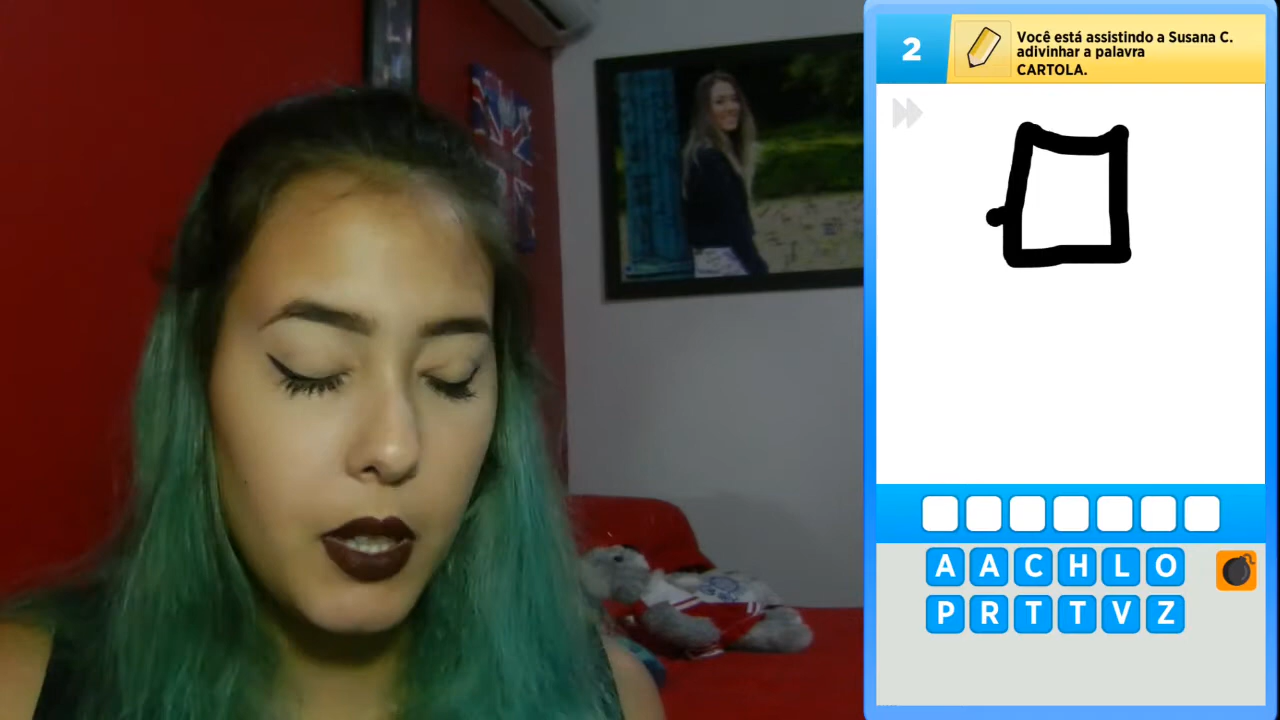 2
Você está assistindo a Susana C.
adivinhar a palavra
CARTOLA.
A A C H L O
P R T T V Z